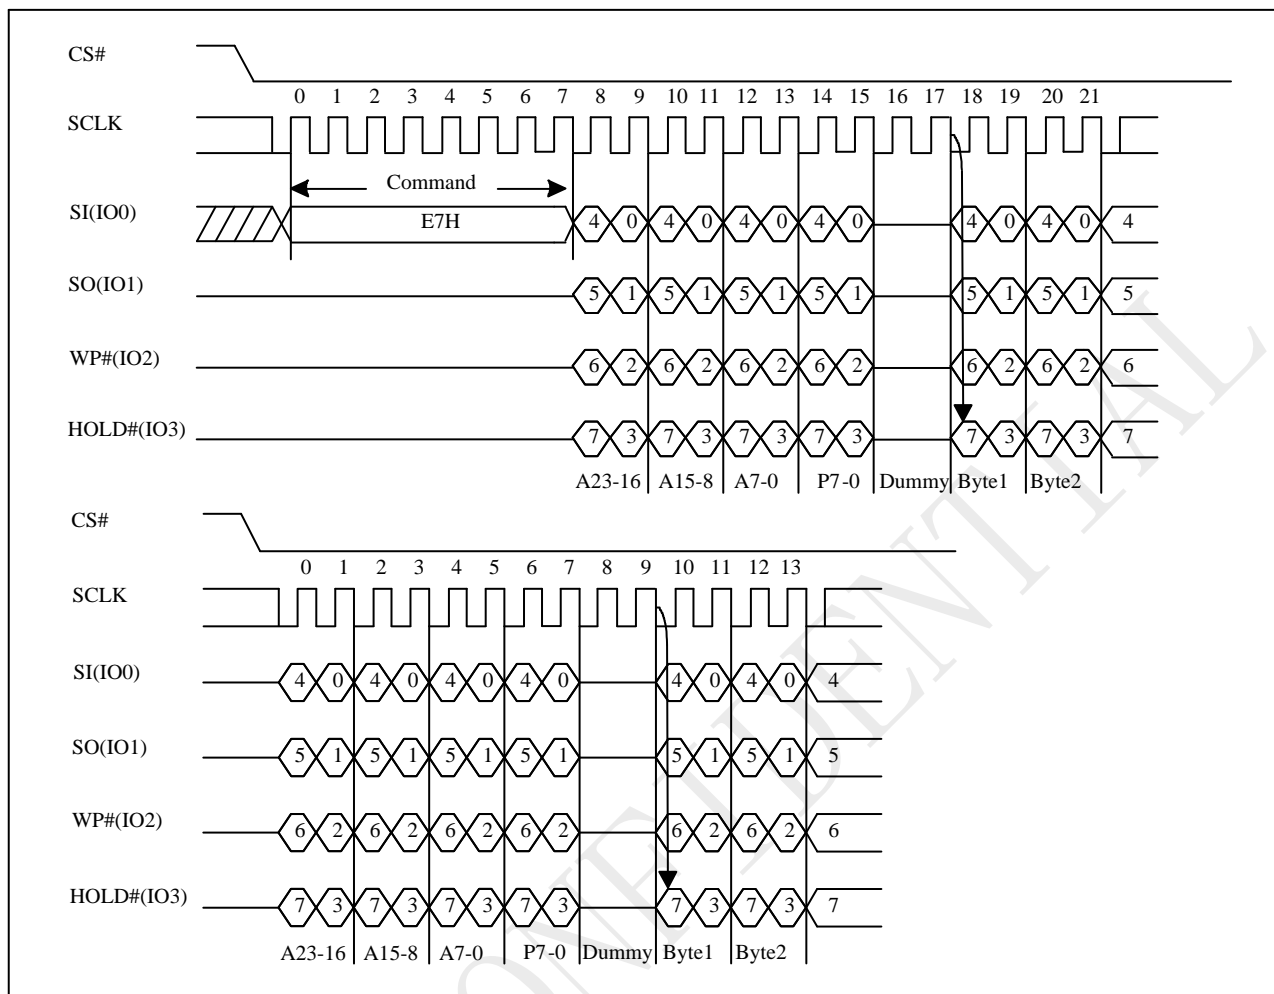 CS#
0 1 2 3 4 5 6 7 8 9 10 11 12 13 14 15 16 17 18 19 20 21
SCLK
Command
SI(IO0) E7H 4 0 4 0 4 0 4 0 4 0 4 0 4
SO(IO1) 5 1 5 1 5 1 5 1 5 1 5 1 5
WP#(IO2) 6 2 6 2 6 2 6 2 6 2 6 2 6
HOLD#(IO3) 7 3 7 3 7 3 7 3 7 3 7 3 7
A23-16 A15-8 A7-0 P7-0 Dummy Byte1 Byte2
CS#
0 1 2 3 4 5 6 7 8 9 10 11 12 13
SCLK
SI(IO0) 4 0 4 0 4 0 4 0 4 0 4 0 4
SO(IO1) 5 1 5 1 5 1 5 1 5 1 5 1 5
WP#(IO2) 6 2 6 2 6 2 6 2 6 2 6 2 6
HOLD#(IO3) 7 3 7 3 7 3 7 3 7 3 7 3 7
A23-16 A15-8 A7-0 P7-0 Dummy Byte1 Byte2